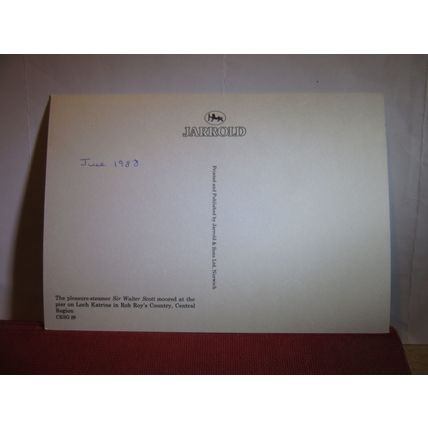 JARROLD
June 1983
Printed and Published by Jarrold & Sons Ltd, Norwich
The pleasure-steamer Sir Walter Scott moored at the
pier on Loch Katrine in Rob Roy's Country, Central
Region